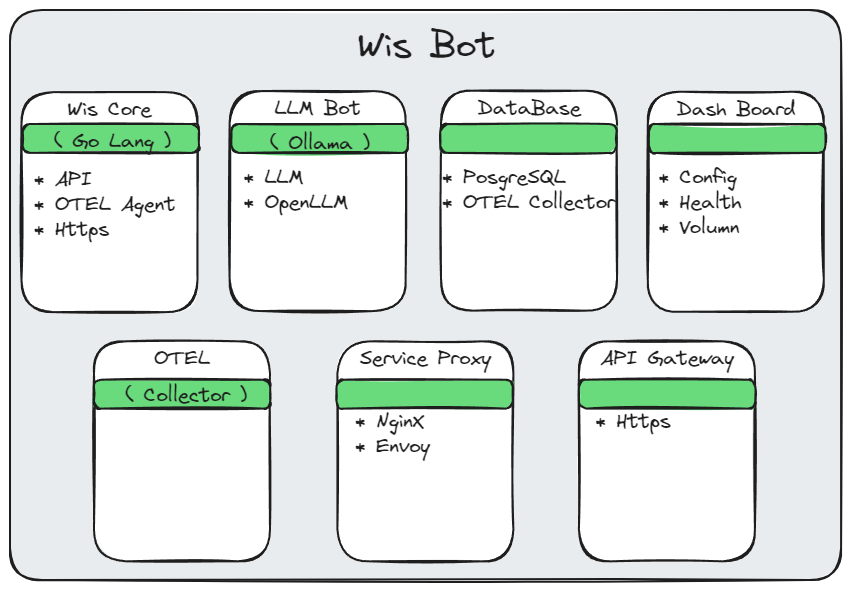 Wis Bot
Wis Core
( Go Lang )
* API
* OTEL Agent
* Https
LLM Bot
( Ollama )
* LLM
* OpenLLM
DataBase
* PosgreSQL
* OTEL Collector
Dash Board
* Config
* Health
* Volumn
OTEL
( Collector )
Service Proxy
* NginX
* Envoy
API Gateway
* Https